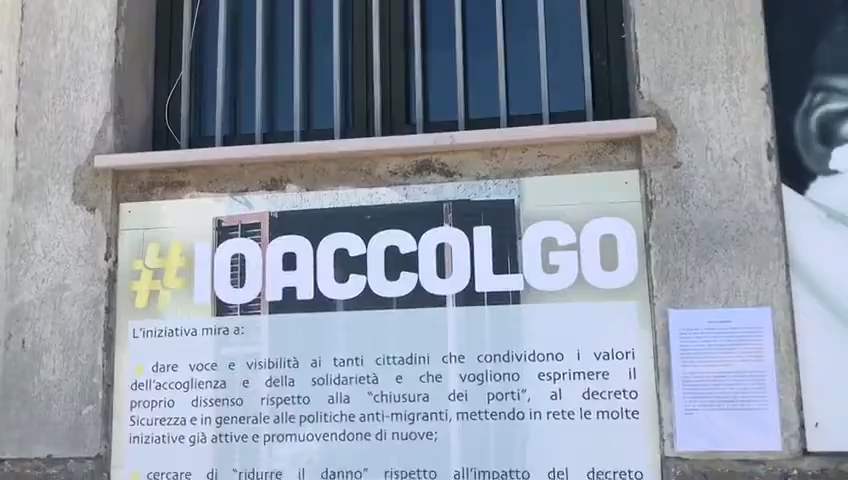 #IOACCOLGO
L'iniziativa mira a:
dare voce e visibilità ai tanti cittadini che condividono i valori
dell'accoglienza e della solidarietà e che vogliono esprimere il
proprio dissenso rispetto alla "chiusura dei porti", al decreto
Sicurezza e in generale alle politiche anti-migranti, mettendo in rete le molte
iniziative già attive e promuovendone di nuove;
cercare di "ridurre il danno" rispetto all'impatto del decreto